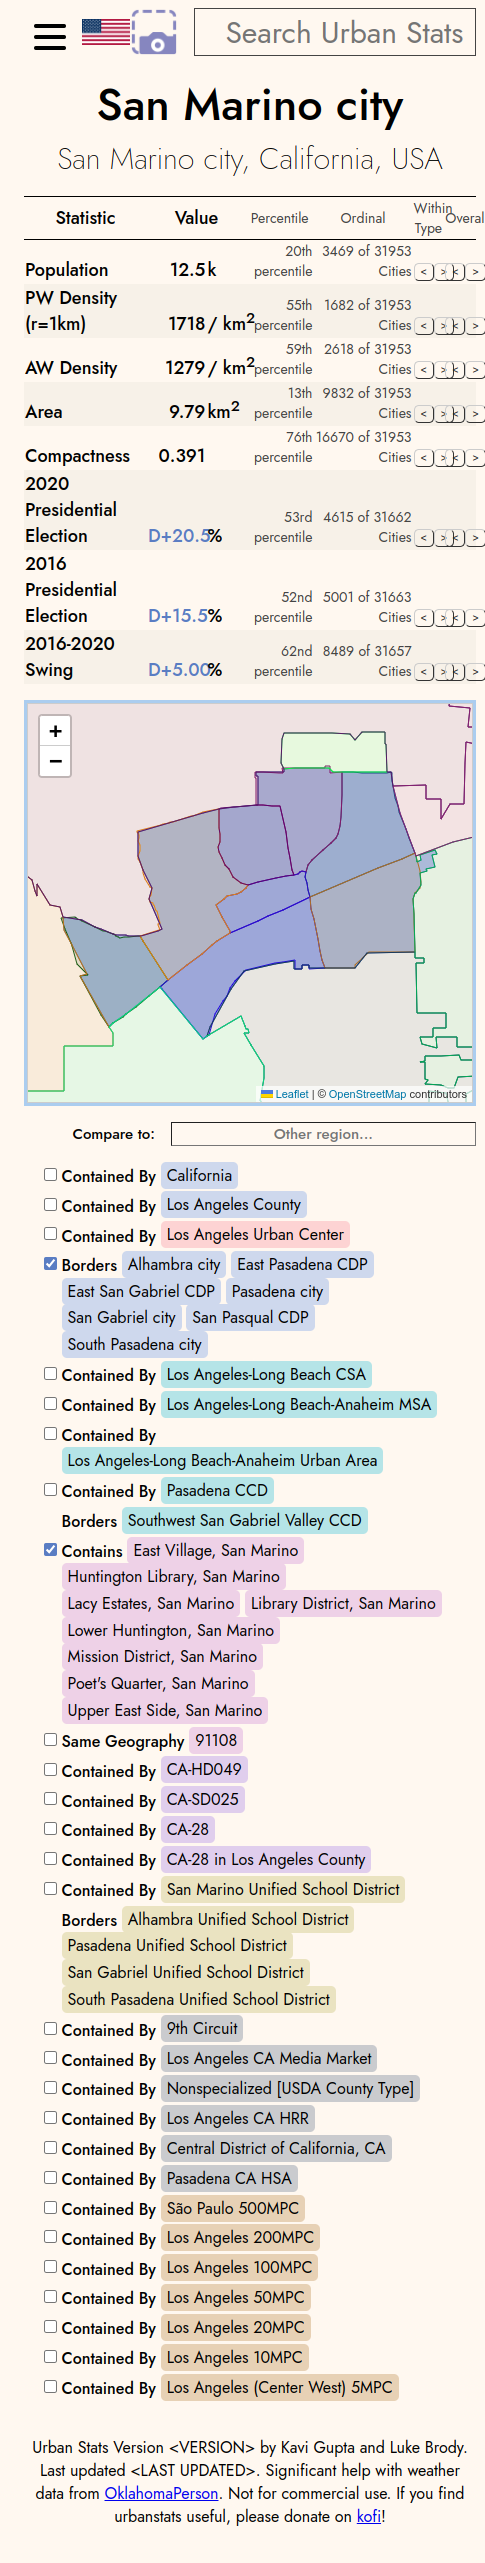 Search Urban Stats
San Marino city
San Marino city, California, USA
Statistic Value Percentile Ordinal Within Type Overal
Population 12.5 k 20th percentile 3469 of 31953 Cities < > < >
PW Density (r=1km) 1718 / km2 55th percentile 1682 of 31953 Cities < > < >
AW Density 1279 / km2 59th percentile 2618 of 31953 Cities < > < >
Area 9.79 km2 13th percentile 9832 of 31953 Cities < > < >
Compactness 0.391 76th percentile 16670 of 31953 Cities < > < >
2020 Presidential Election D+20.5% 53rd percentile 4615 of 31662 Cities < > < >
2016 Presidential Election D+15.5% 52nd percentile 5001 of 31663 Cities < > < >
2016-2020 Swing D+5.00% 62nd percentile 8489 of 31657 Cities < > < >
+
−
Leaflet | © OpenStreetMap contributors
Compare to: Other region...
Contained By California
Contained By Los Angeles County
Contained By Los Angeles Urban Center
Borders Alhambra city East Pasadena CDP
East San Gabriel CDP Pasadena city
San Gabriel city San Pasqual CDP
South Pasadena city
Contained By Los Angeles-Long Beach CSA
Contained By Los Angeles-Long Beach-Anaheim MSA
Contained By
Los Angeles-Long Beach-Anaheim Urban Area
Contained By Pasadena CCD
Borders Southwest San Gabriel Valley CCD
Contains East Village, San Marino
Huntington Library, San Marino
Lacy Estates, San Marino Library District, San Marino
Lower Huntington, San Marino
Mission District, San Marino
Poet's Quarter, San Marino
Upper East Side, San Marino
Same Geography 91108
Contained By CA-HD049
Contained By CA-SD025
Contained By CA-28
Contained By CA-28 in Los Angeles County
Contained By San Marino Unified School District
Borders Alhambra Unified School District
Pasadena Unified School District
San Gabriel Unified School District
South Pasadena Unified School District
Contained By 9th Circuit
Contained By Los Angeles CA Media Market
Contained By Nonspecialized [USDA County Type]
Contained By Los Angeles CA HRR
Contained By Central District of California, CA
Contained By Pasadena CA HSA
Contained By São Paulo 500MPC
Contained By Los Angeles 200MPC
Contained By Los Angeles 100MPC
Contained By Los Angeles 50MPC
Contained By Los Angeles 20MPC
Contained By Los Angeles 10MPC
Contained By Los Angeles (Center West) 5MPC
Urban Stats Version <VERSION> by Kavi Gupta and Luke Brody.
Last updated <LAST UPDATED>. Significant help with weather
data from OklahomaPerson. Not for commercial use. If you find
urbanstats useful, please donate on kofi!